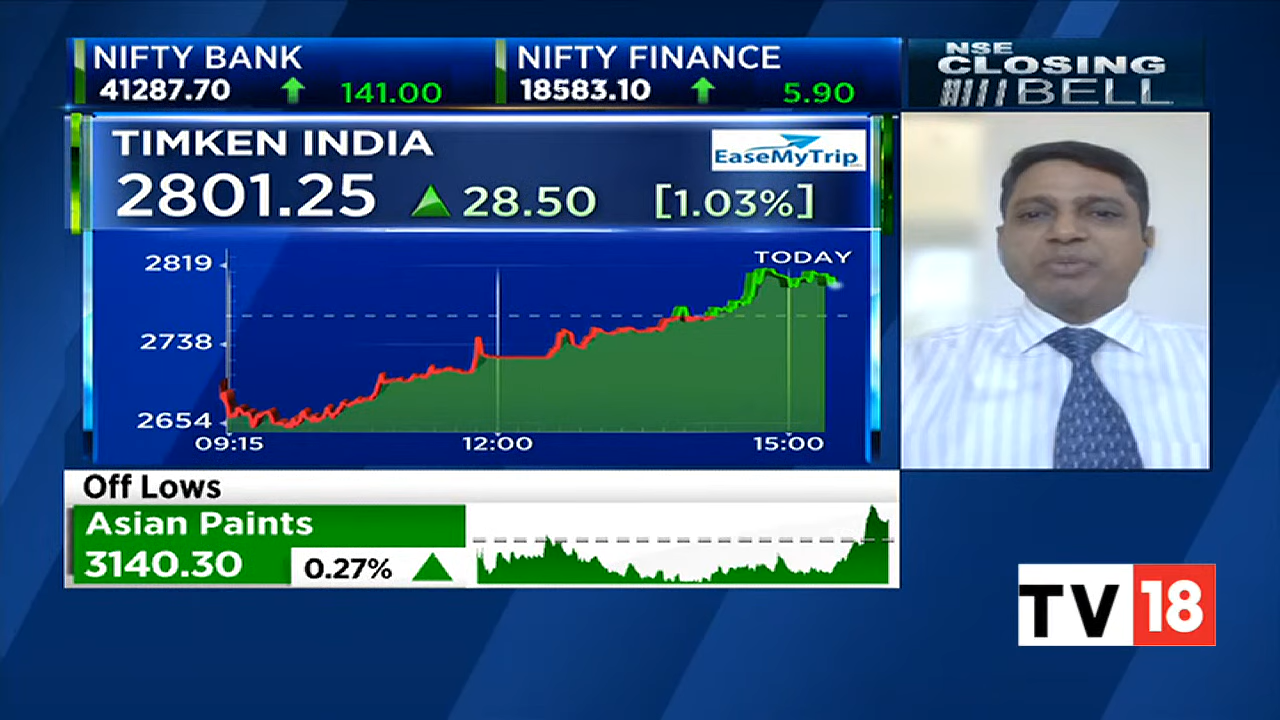 NIFTY BANK
41287.70 141.00
NIFTY FINANCE
18583.10 5.90
NSE
CLOSING
BELL
TIMKEN INDIA
EaseMyTrip
2801.25 28.50 [1.03%]
TODAY
2819
2738
2654
09:15 12:00 15:00
Off Lows
Asian Paints
3140.30 0.27%
TV18